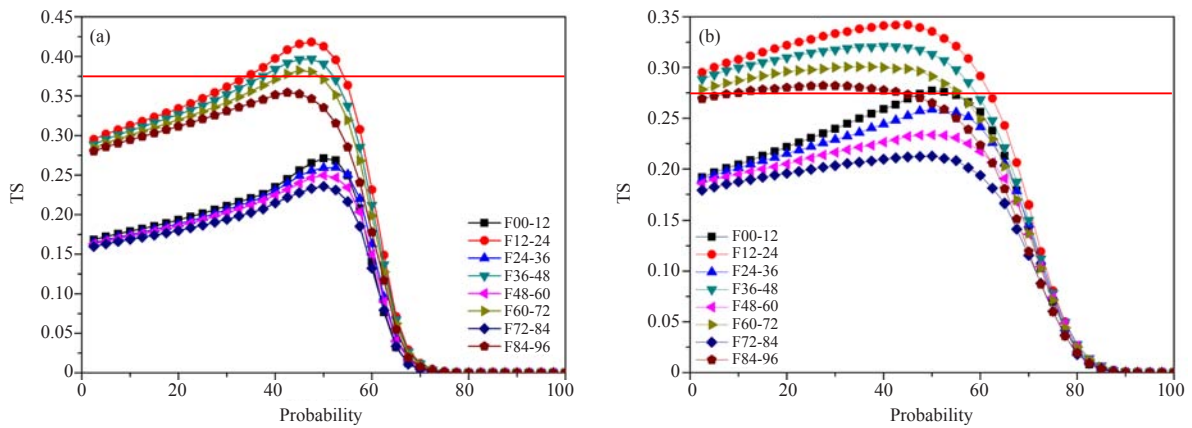 (a)
TS
0.45
0.40
0.35
0.30
0.25
0.20
0.15
0.10
0.05
0
0 20 40 60 80 100
Probability
F00-12
F12-24
F24-36
F36-48
F48-60
F60-72
F72-84
F84-96
(b)
TS
0.35
0.30
0.25
0.20
0.15
0.10
0.05
0
0 20 40 60 80 100
Probability
F00-12
F12-24
F24-36
F36-48
F48-60
F60-72
F72-84
F84-96